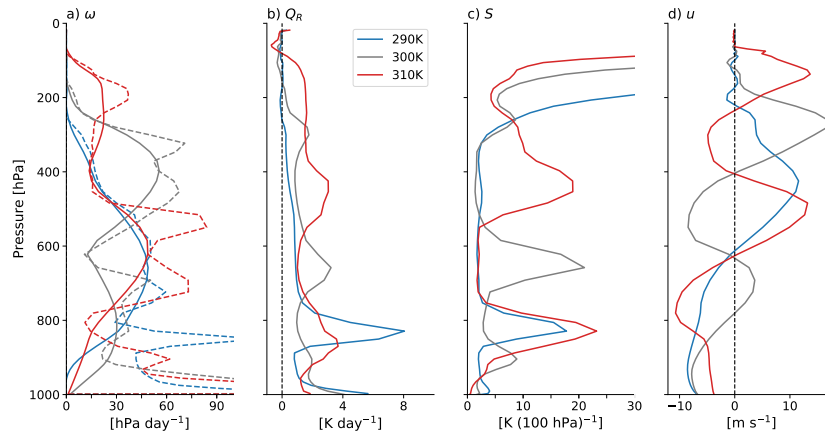 a) ω
b) Q_R
c) S
d) u
290K
300K
310K
Pressure [hPa]
0
200
400
600
800
1000
0 30 60 90
0 4 8
0 10 20 30
−10 0 10
[hPa day⁻¹]
[K day⁻¹]
[K (100 hPa)⁻¹]
[m s⁻¹]